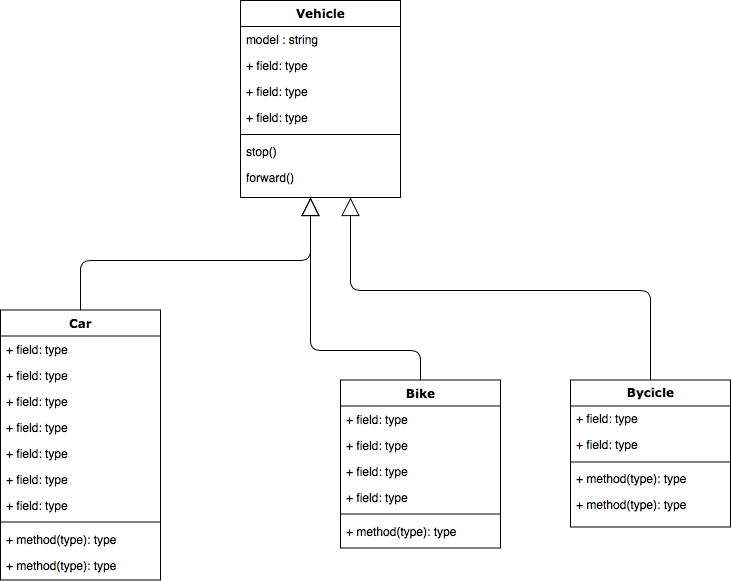 Vehicle
model : string
+ field: type
+ field: type
+ field: type
stop()
forward()
Car
+ field: type
+ field: type
+ field: type
+ field: type
+ field: type
+ field: type
+ field: type
+ method(type): type
+ method(type): type
Bike
+ field: type
+ field: type
+ field: type
+ field: type
+ method(type): type
Bycicle
+ field: type
+ field: type
+ method(type): type
+ method(type): type